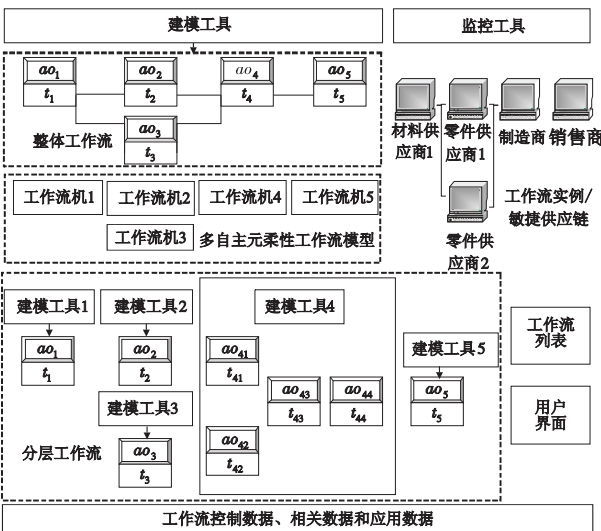 建模工具
监控工具
ao1
ao2
ao4
ao5
t1
t2
t4
t5
ao3
t3
整体工作流
材料供
应商1
零件供
应商1
制造商
销售商
零件供
应商2
工作流实例/
敏捷供应链
工作流机1
工作流机2
工作流机4
工作流机5
工作流机3
多自主元柔性工作流模型
建模工具1
建模工具2
建模工具4
建模工具5
ao1
t1
ao2
t2
ao41
t41
ao43
t43
ao44
t44
ao5
t5
建模工具3
ao3
t3
ao42
t42
分层工作流
工作流
列表
用户
界面
工作流控制数据、相关数据和应用数据